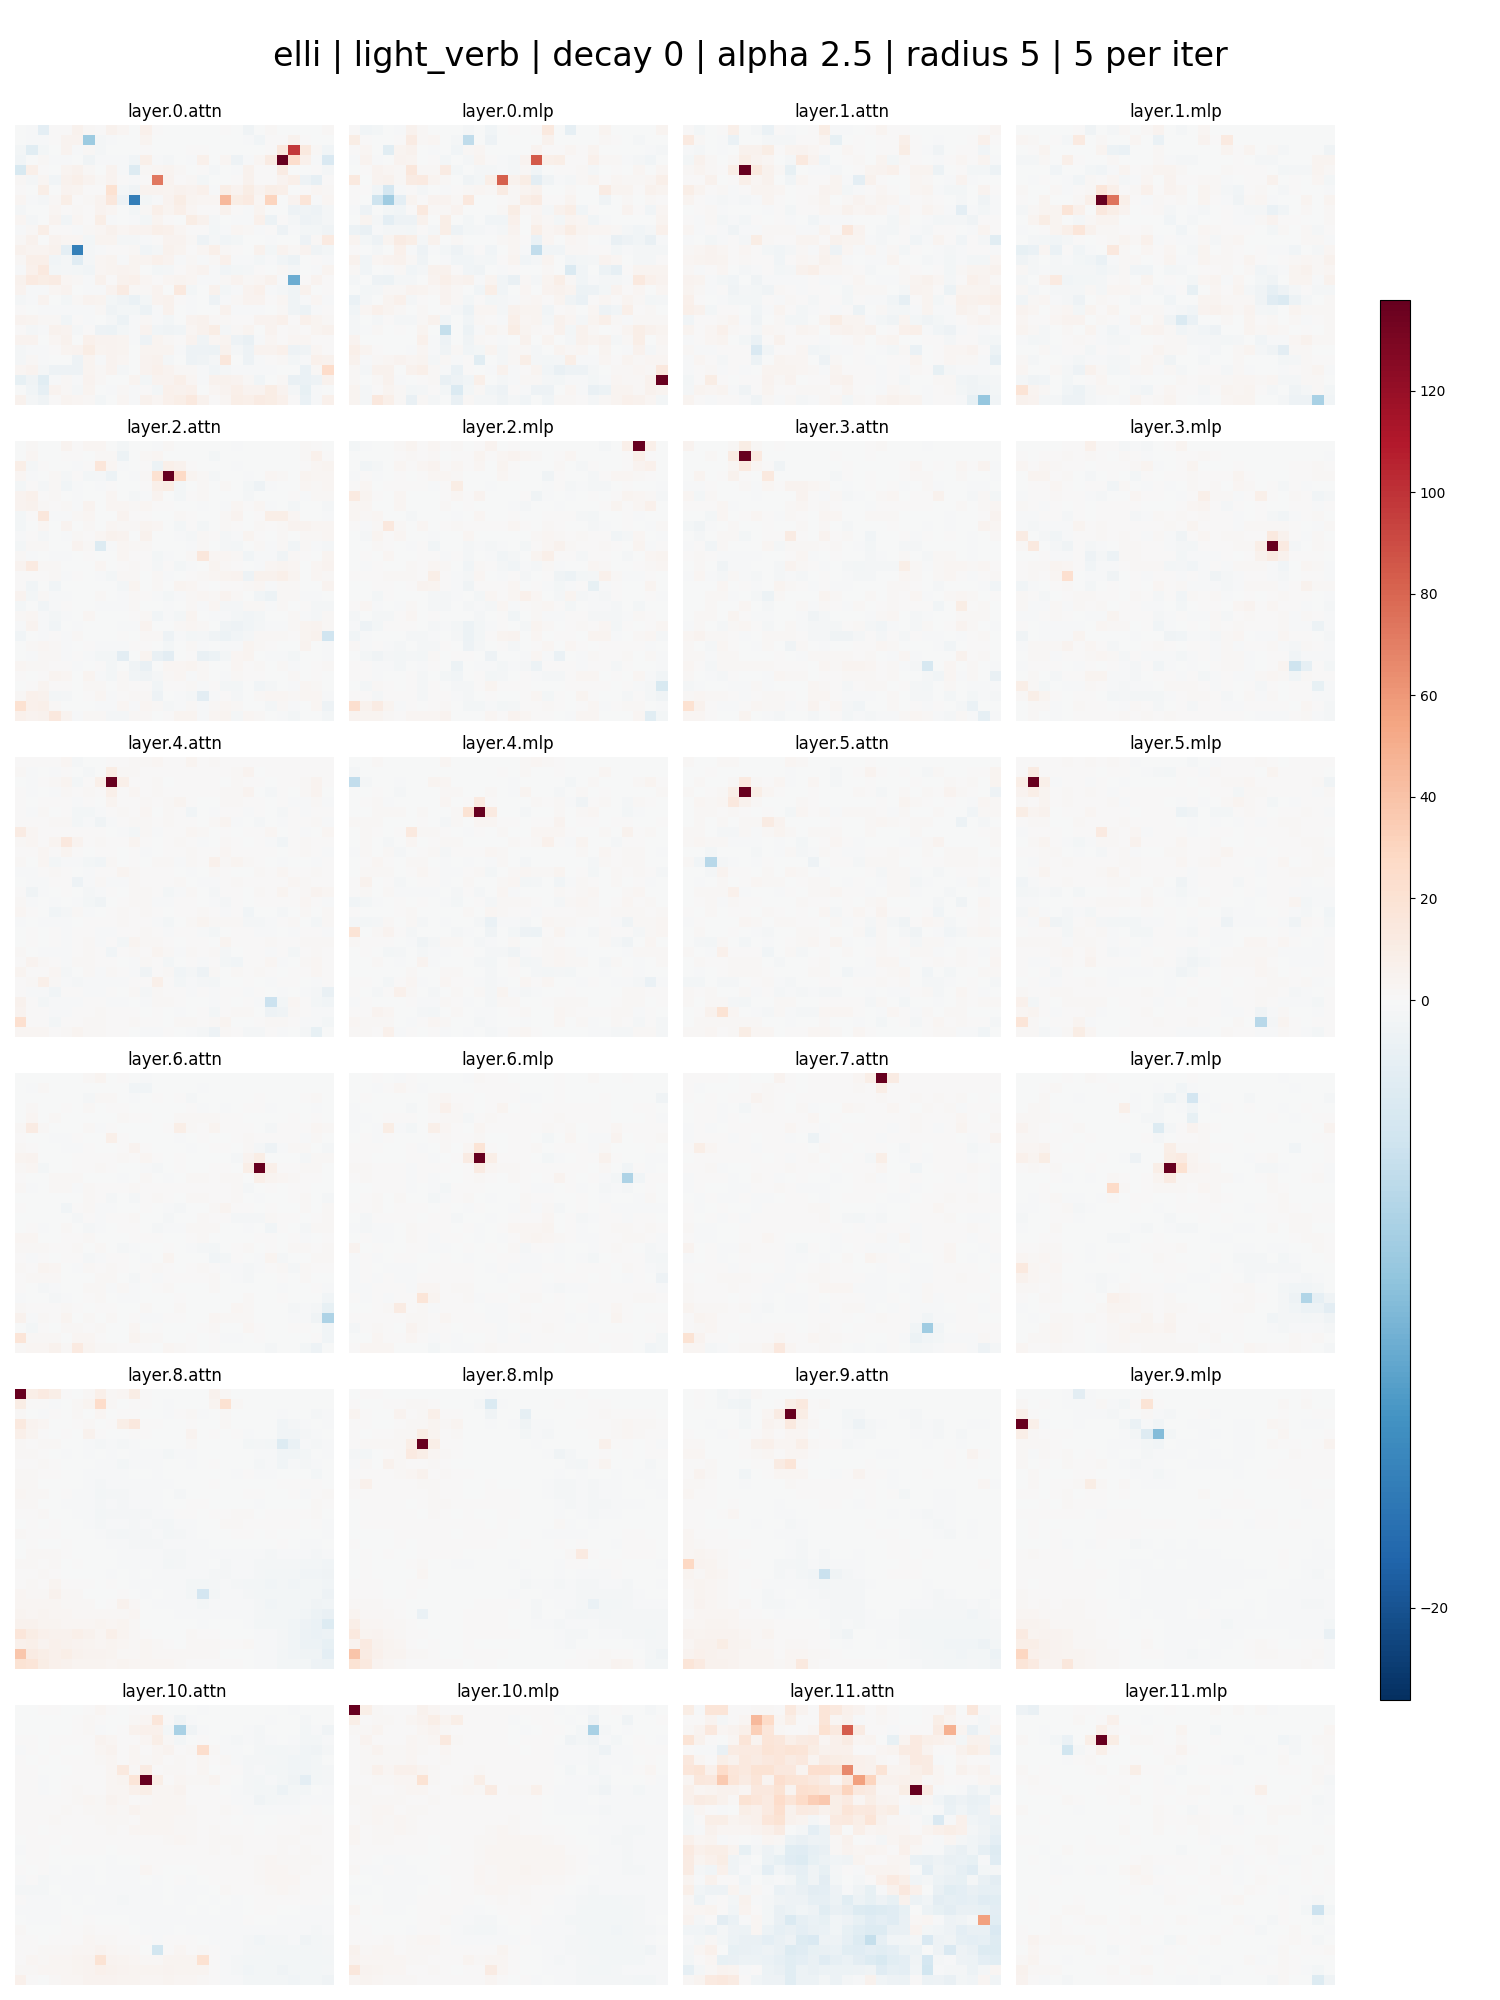 elli | light_verb | decay 0 | alpha 2.5 | radius 5 | 5 per iter
layer.0.attn
layer.0.mlp
layer.1.attn
layer.1.mlp
layer.2.attn
layer.2.mlp
layer.3.attn
layer.3.mlp
layer.4.attn
layer.4.mlp
layer.5.attn
layer.5.mlp
layer.6.attn
layer.6.mlp
layer.7.attn
layer.7.mlp
layer.8.attn
layer.8.mlp
layer.9.attn
layer.9.mlp
layer.10.attn
layer.10.mlp
layer.11.attn
layer.11.mlp
120
100
80
60
40
20
0
−20